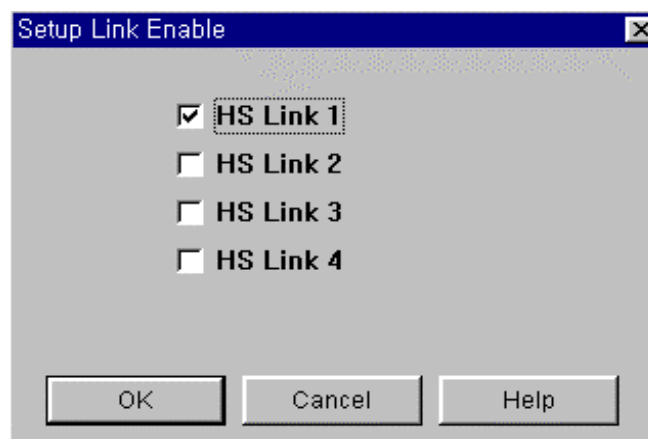 Setup Link Enable
HS Link 1
HS Link 2
HS Link 3
HS Link 4
OK Cancel Help